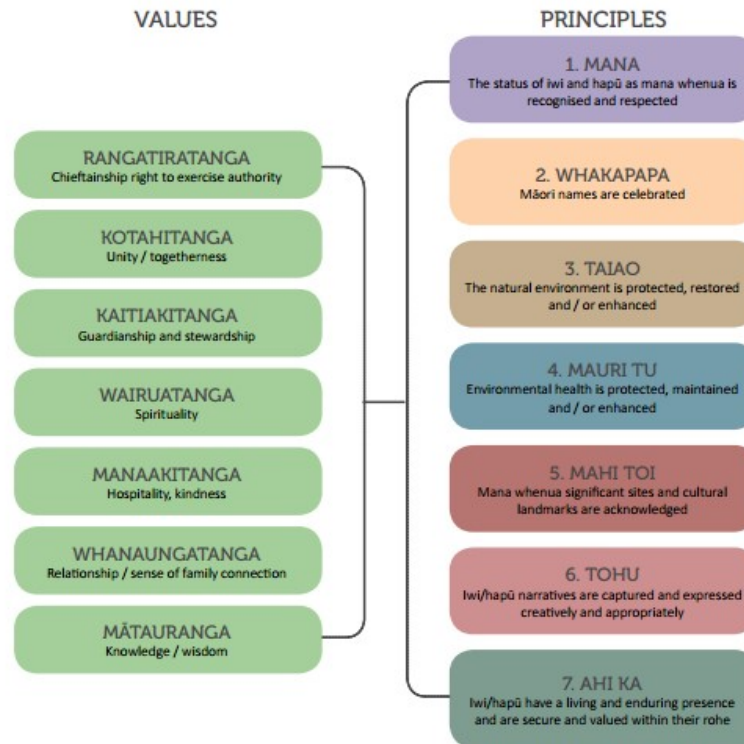 VALUES
RANGATIRATANGA
Chieftainship right to exercise authority
KOTAHITANGA
Unity / togetherness
KAITIAKITANGA
Guardianship and stewardship
WAIRUATANGA
Spirituality
MANAAKITANGA
Hospitality, kindness
WHANAUNGATANGA
Relationship / sense of family connection
MĀTAURANGA
Knowledge / wisdom
PRINCIPLES
1. MANA
The status of iwi and hapū as mana whenua is
recognised and respected
2. WHAKAPAPA
Māori names are celebrated
3. TAIAO
The natural environment is protected, restored
and / or enhanced
4. MAURI TU
Environmental health is protected, maintained
and / or enhanced
5. MAHI TOI
Mana whenua significant sites and cultural
landmarks are acknowledged
6. TOHU
Iwi/hapū narratives are captured and expressed
creatively and appropriately
7. AHI KA
Iwi/hapū have a living and enduring presence
and are secure and valued within their rohe